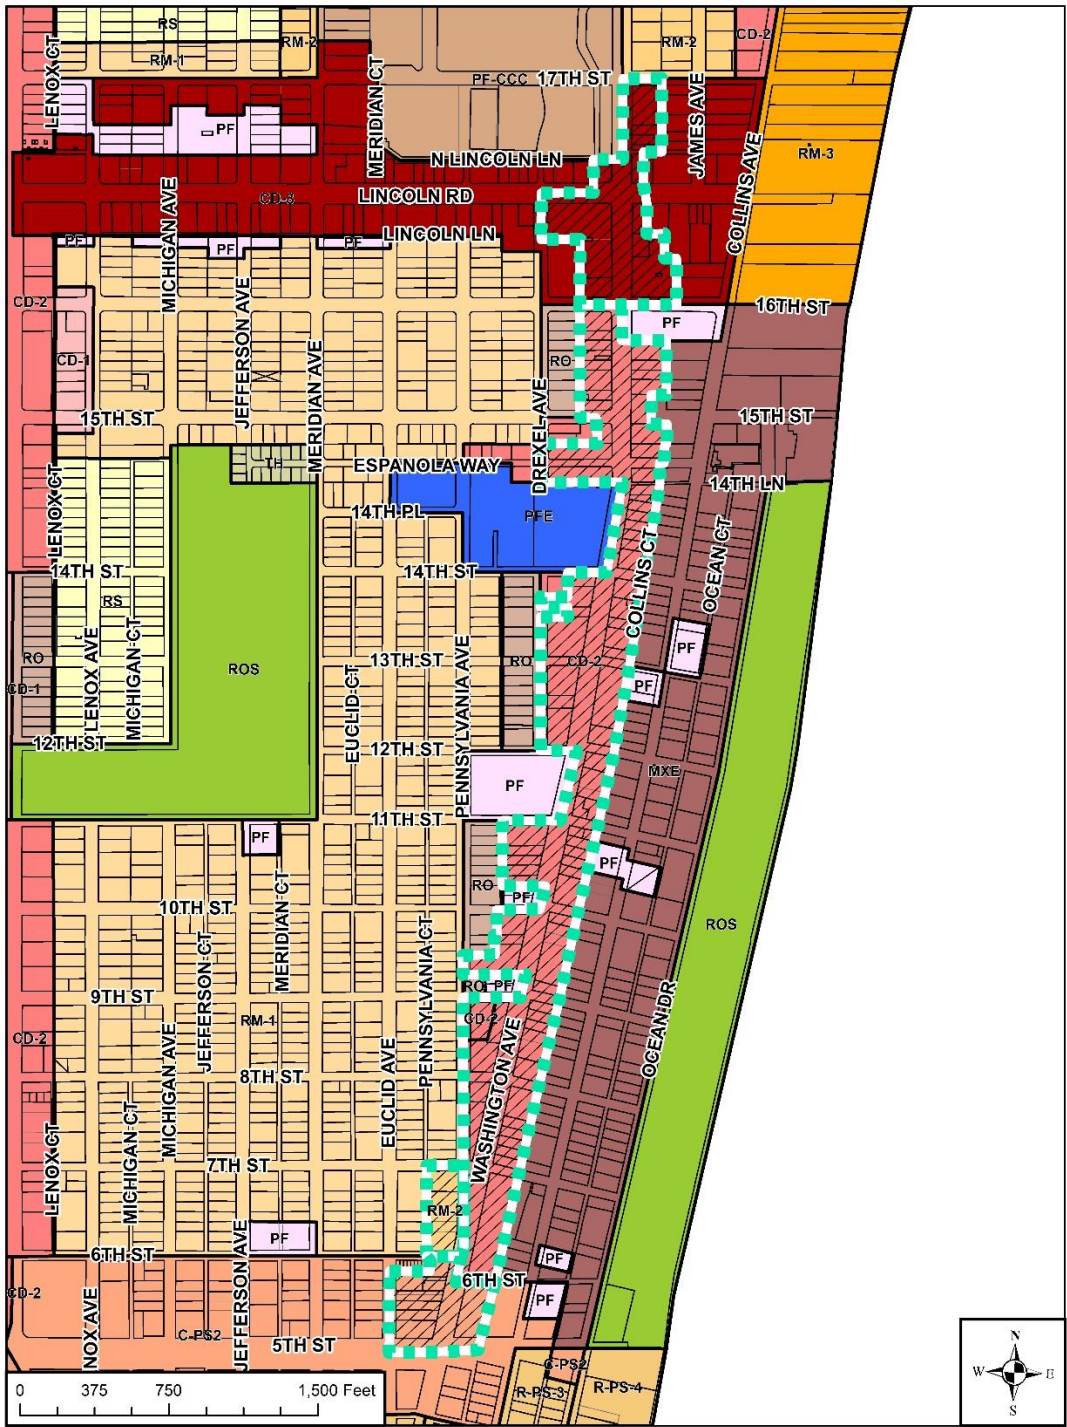 RS
RM-2
RM-1
LENOX CT
MERIDIAN CT
PF-CCC
17TH ST
RM-2
CD-2
JAMES AVE
PF
N LINCOLN LN
RM-3
CD-3
LINCOLN RD
MICHIGAN AVE
COLLINS AVE
PF
PF
PF
LINCOLN LN
CD-2
16TH ST
PF
JEFFERSON AVE
MERIDIAN AVE
CD-1
RO
DREXEL AVE
15TH ST
15TH ST
TH
ESPANOLA WAY
14TH LN
LENOX CT
14TH PL
PFE
COLLINS CT
OCEAN CT
14TH ST
14TH ST
RS
LENOX AVE
MICHIGAN CT
RO
ROS
EUCLID CT
13TH ST
PENNSYLVANIA AVE
RO
CD-2
PF
PF
CD-1
12TH ST
12TH ST
MXE
PF
11TH ST
PF
PF
RO
PF
MERIDIAN CT
10TH ST
JEFFERSON CT
PENNSYLVANIA CT
ROS
9TH ST
RO
PF
CD-2
RM-1
CD-2
OCEAN DR
MICHIGAN AVE
EUCLID AVE
WASHINGTON AVE
8TH ST
LENOX CT
MICHIGAN CT
7TH ST
RM-2
JEFFERSON AVE
PF
6TH ST
6TH ST
PF
PF
CD-2
NOX AVE
C-PS2
5TH ST
C-PS2
R-PS-3
R-PS-4
0 375 750 1,500 Feet
N
W E
S